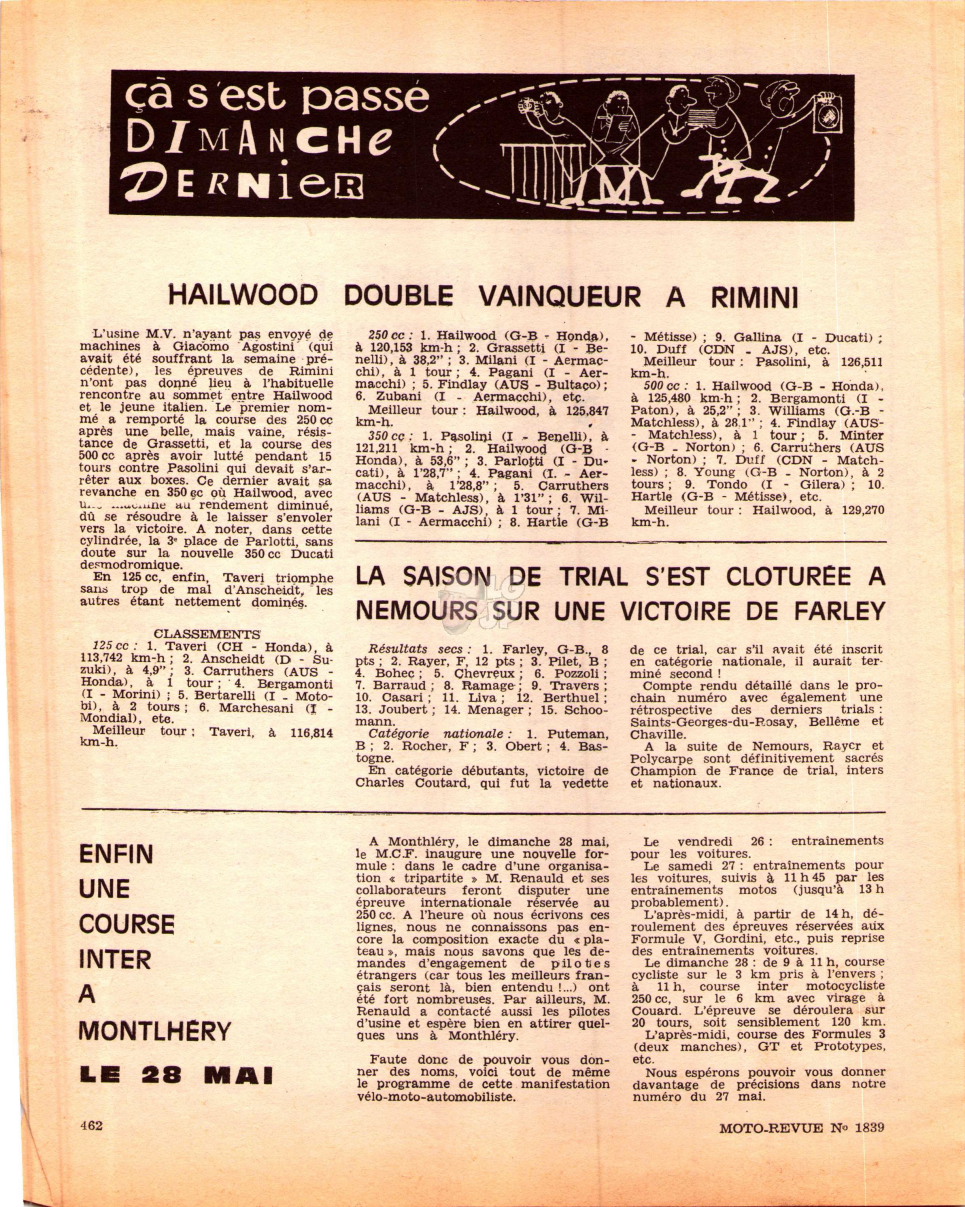 çà s'est passé
DIMANCHE
DERNIER
HAILWOOD DOUBLE VAINQUEUR A RIMINI
L'usine M.V. n'ayant pas envoyé de
machines à Giacomo Agostini (qui
avait été souffrant la semaine pré-
cédente), les épreuves de Rimini
n'ont pas donné lieu à l'habituelle
rencontre au sommet entre Hailwood
et le jeune italien. Le premier nom-
mé a remporté la course des 250 cc
après une belle, mais vaine, résis-
tance de Grassetti, et la course des
500 cc après avoir lutté pendant 15
tours contre Pasolini qui devait s'ar-
rêter aux boxes. Ce dernier avait sa
revanche en 350 cc où Hailwood, avec
au rendement diminué,
dû se résoudre à le laisser s'envoler
vers la victoire. A noter, dans cette
cylindrée, la 3e place de Parlotti, sans
doute sur la nouvelle 350 cc Ducati
desmodromique.
En 125 cc, enfin, Taveri triomphe
sans trop de mal d'Anscheidt, les
autres étant nettement dominés.
CLASSEMENTS
125 cc : 1. Taveri (CH - Honda), à
113,742 km-h ; 2. Anscheidt (D - Su-
zuki), à 4,9" ; 3. Carruthers (AUS -
Honda), à 1 tour ; 4. Bergamonti
(I - Morini) ; 5. Bertarelli (I - Moto-
bi), à 2 tours ; 6. Marchesani (I -
Mondial), etc.
Meilleur tour : Taveri, à 116,814
km-h.
250 cc : 1. Hailwood (G-B - Honda),
à 120,153 km-h ; 2. Grassetti (I - Be-
nelli), à 38,2" ; 3. Milani (I - Aermac-
chi), à 1 tour ; 4. Pagani (I - Aer-
macchi) ; 5. Findlay (AUS - Bultaco) ;
6. Zubani (I - Aermacchi), etc.
Meilleur tour : Hailwood, à 125,847
km-h.
350 cc : 1. Pasolini (I - Benelli), à
121,211 km-h ; 2. Hailwood (G-B -
Honda), à 53,6" ; 3. Parlotti (I - Du-
cati), à 1'28,7" ; 4. Pagani (I. - Aer-
macchi), à 1'28,8" ; 5. Carruthers
(AUS - Matchless), à 1'31" ; 6. Wil-
liams (G-B - AJS), à 1 tour ; 7. Mi-
lani (I - Aermacchi) ; 8. Hartle (G-B
- Métisse) ; 9. Gallina (I - Ducati) ;
10. Duff (CDN - AJS), etc.
Meilleur tour : Pasolini, à 126,511
km-h.
500 cc : 1. Hailwood (G-B - Honda),
à 125,480 km-h ; 2. Bergamonti (I -
Paton), à 25,2" ; 3. Williams (G.-B -
Matchless), à 28.1" ; 4. Findlay (AUS-
- Matchless), à 1 tour ; 5. Minter
(G-B - Norton) ; 6. Carruthers (AUS
- Norton) ; 7. Duff (CDN - Match-
less) ; 8. Young (G-B - Norton), à 2
tours ; 9. Tondo (I - Gilera) ; 10.
Hartle (G-B - Métisse), etc.
Meilleur tour : Hailwood, à 129,270
km-h.
LA SAISON DE TRIAL S'EST CLOTURÉE A
NEMOURS SUR UNE VICTOIRE DE FARLEY
Résultats secs : 1. Farley, G-B., 8
pts ; 2. Rayer, F, 12 pts ; 3. Pilet, B ;
4. Bohec ; 5. Chevreux ; 6. Pozzoli ;
7. Barraud ; 8. Ramage ; 9. Travers ;
10. Casari ; 11. Liva ; 12. Berthuel ;
13. Joubert ; 14. Menager ; 15. Schoo-
mann.
Catégorie nationale : 1. Puteman,
B ; 2. Rocher, F ; 3. Obert ; 4. Bas-
togne.
En catégorie débutants, victoire de
Charles Coutard, qui fut la vedette
de ce trial, car s'il avait été inscrit
en catégorie nationale, il aurait ter-
miné second !
Compte rendu détaillé dans le pro-
chain numéro avec également une
rétrospective des derniers trials :
Saints-Georges-du-Rosay, Bellême et
Chaville.
A la suite de Nemours, Rayer et
Polycarpe sont définitivement sacrés
Champion de France de trial, inters
et nationaux.
ENFIN
UNE
COURSE
INTER
A
MONTLHÉRY
LE 28 MAI
A Monthléry, le dimanche 28 mai,
le M.C.F. inaugure une nouvelle for-
mule : dans le cadre d'une organisa-
tion « tripartite » M. Renauld et ses
collaborateurs feront disputer une
épreuve internationale réservée au
250 cc. A l'heure où nous écrivons ces
lignes, nous ne connaissons pas en-
core la composition exacte du « pla-
teau », mais nous savons que les de-
mandes d'engagement de pilotes
étrangers (car tous les meilleurs fran-
çais seront là, bien entendu !...) ont
été fort nombreuses. Par ailleurs, M.
Renauld a contacté aussi les pilotes
d'usine et espère bien en attirer quel-
ques uns à Monthléry.
Faute donc de pouvoir vous don-
ner des noms, voici tout de même
le programme de cette manifestation
vélo-moto-automobiliste.
Le vendredi 26 : entraînements
pour les voitures.
Le samedi 27 : entraînements pour
les voitures, suivis à 11 h 45 par les
entraînements motos (jusqu'à 13 h
probablement).
L'après-midi, à partir de 14 h, dé-
roulement des épreuves réservées aux
Formule V, Gordini, etc., puis reprise
des entraînements voitures.
Le dimanche 28 : de 9 à 11 h, course
cycliste sur le 3 km pris à l'envers ;
à 11 h, course inter motocycliste
250 cc, sur le 6 km avec virage à
Couard. L'épreuve se déroulera sur
20 tours, soit sensiblement 120 km.
L'après-midi, course des Formules 3
(deux manches), GT et Prototypes,
etc.
Nous espérons pouvoir vous donner
davantage de précisions dans notre
numéro du 27 mai.
462
MOTO-REVUE No 1839